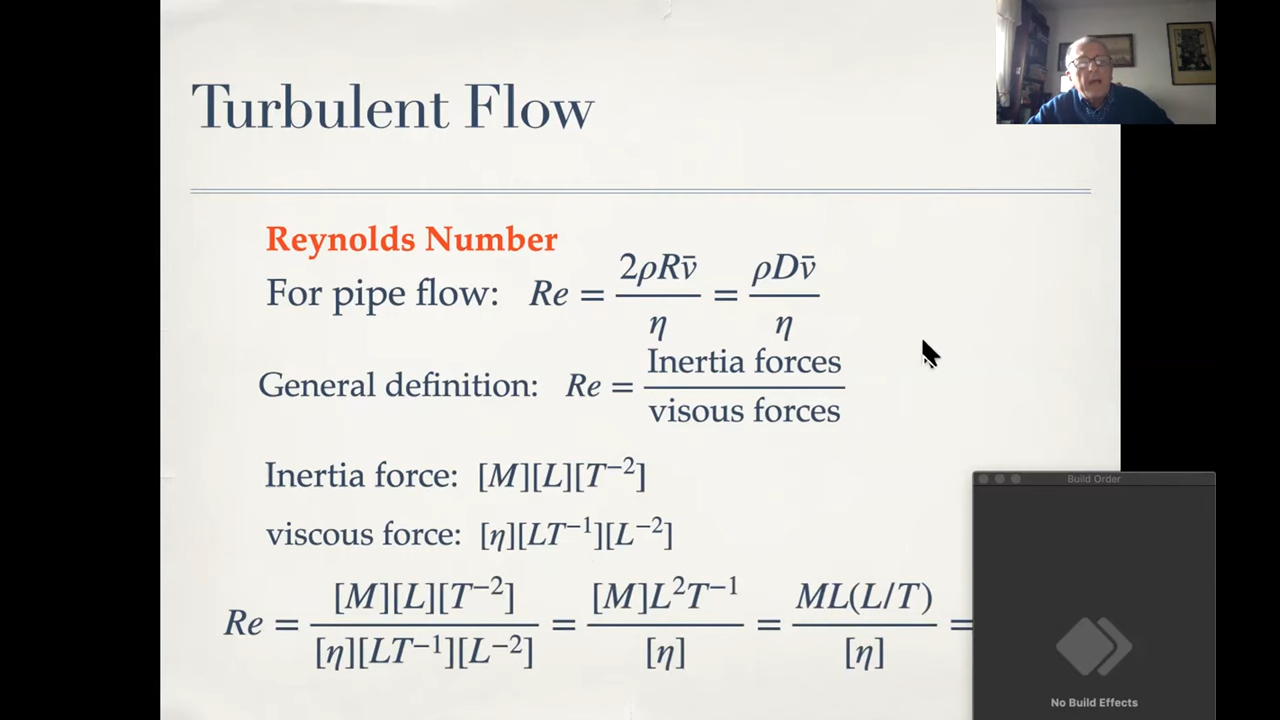 Turbulent Flow
Reynolds Number
For pipe flow: Re = 2ρRv̄/η = ρDv̄/η
General definition: Re = Inertia forces/visous forces
Inertia force: [M][L][T⁻²]
viscous force: [η][LT⁻¹][L⁻²]
Re = [M][L][T⁻²]/[η][LT⁻¹][L⁻²] = [M]L²T⁻¹/[η] = ML(L/T)/[η] =
Build Order
No Build Effects